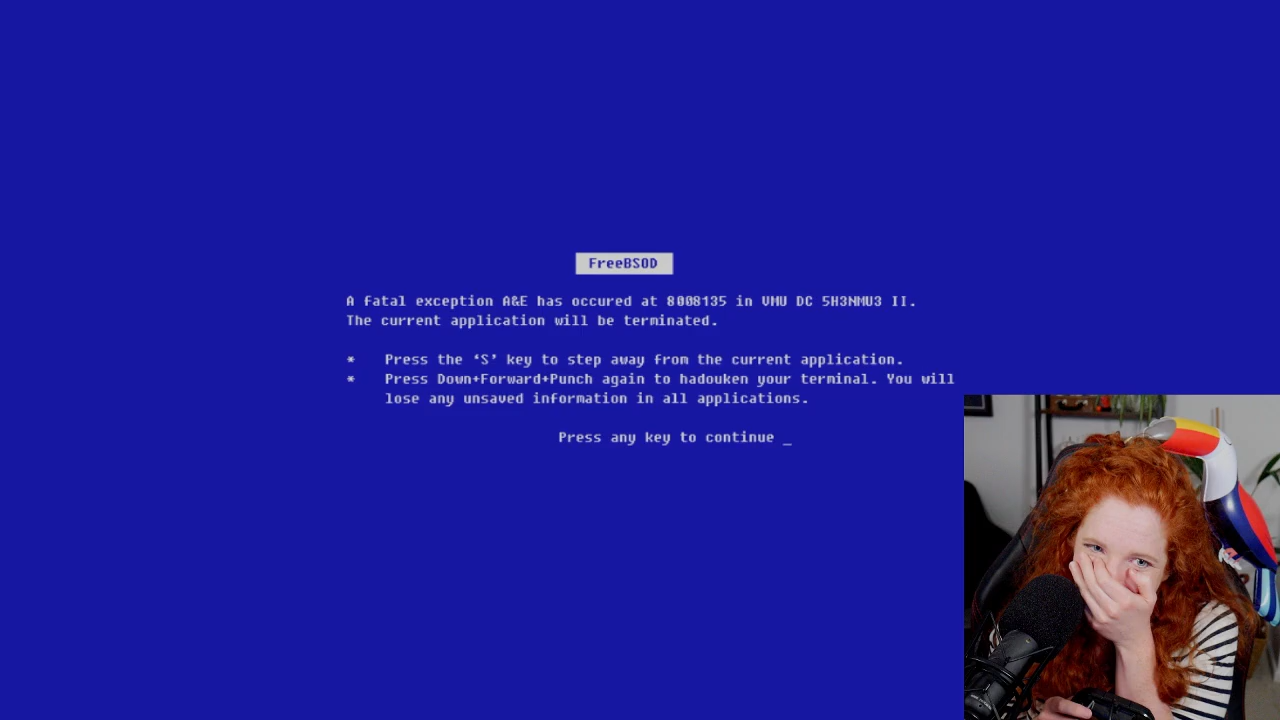 FreeBSOD
A fatal exception A&E has occured at 8008135 in VMU DC 5H3NMU3 II.
The current application will be terminated.
* Press the ‘S’ key to step away from the current application.
* Press Down+Forward+Punch again to hadouken your terminal. You will
lose any unsaved information in all applications.
Press any key to continue _